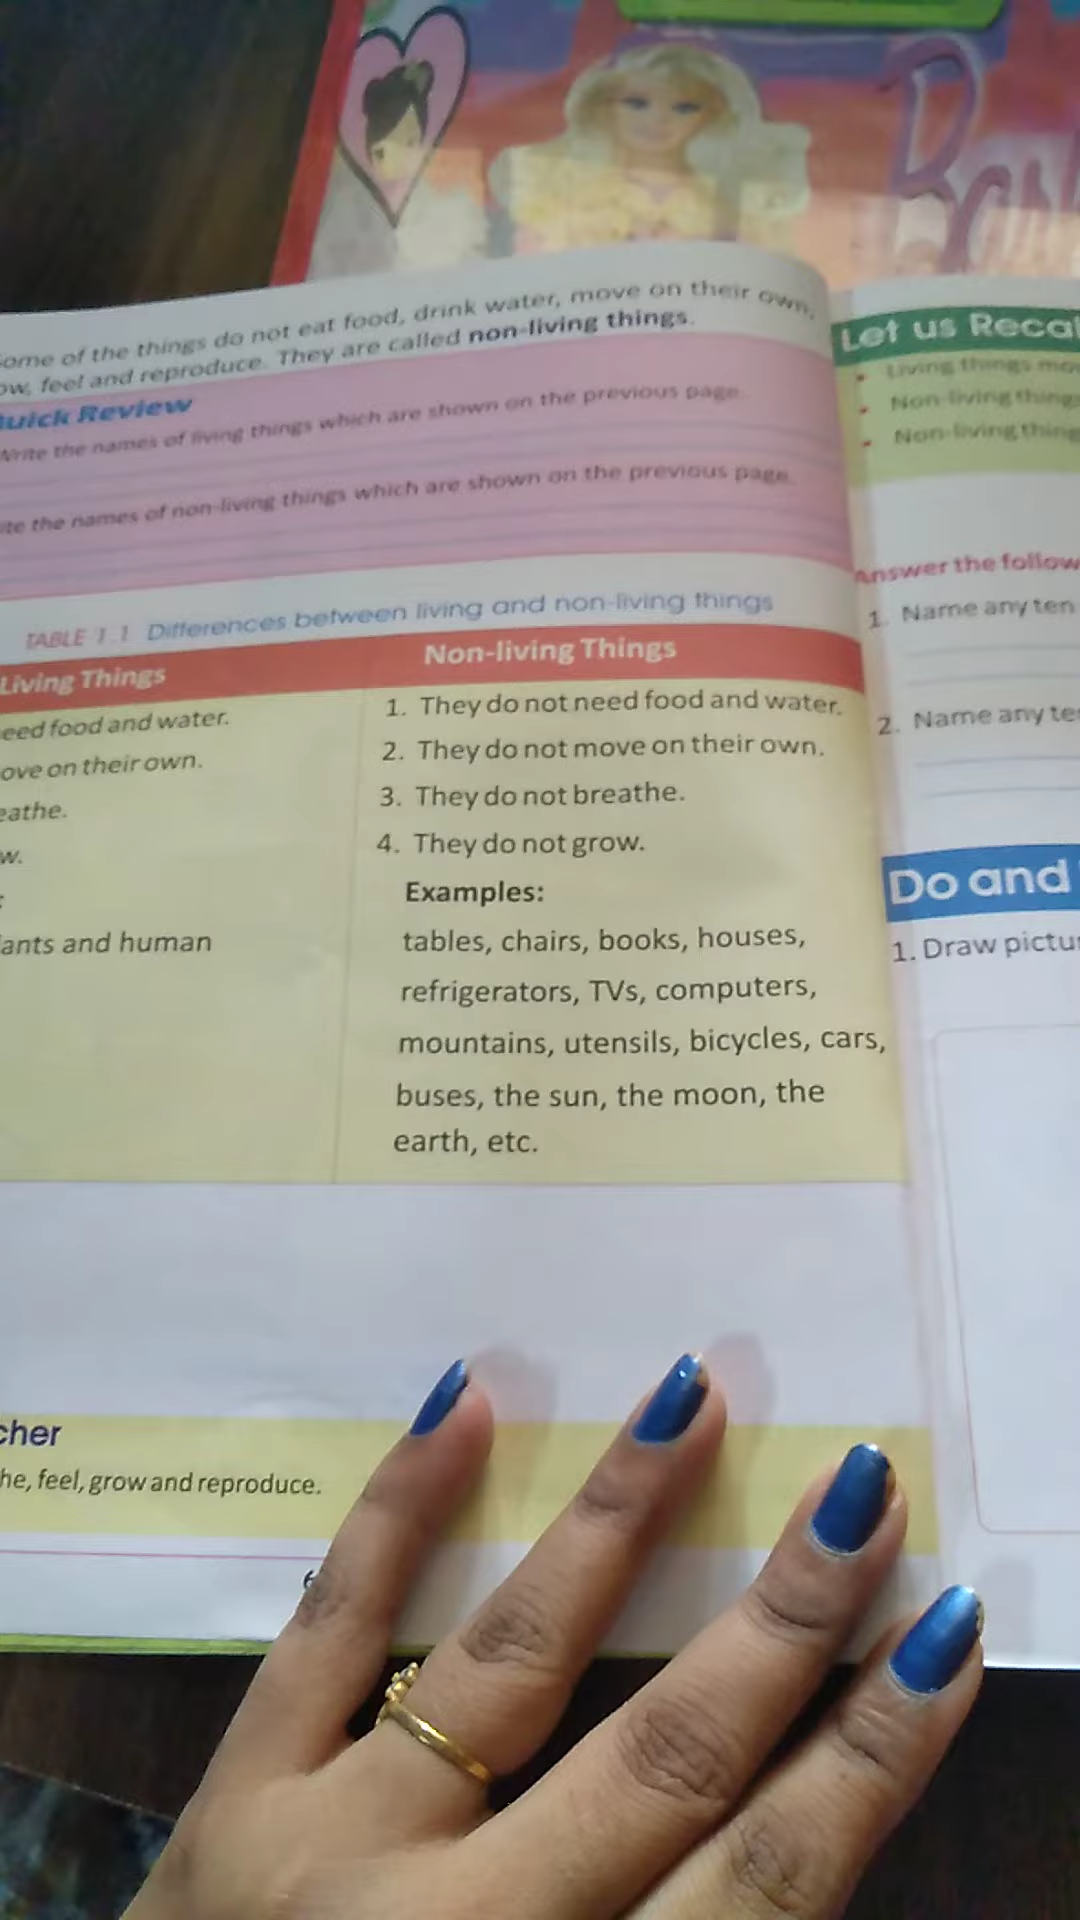 Some of the things do not eat food, drink water, move on their own,
ow, feel and reproduce. They are called non-living things.
Quick Review
Write the names of living things which are shown on the previous page.
ite the names of non-living things which are shown on the previous page.
TABLE 1.1 Differences between living and non-living things
Living Things
eed food and water.
ove on their own.
eathe.
w.
:
lants and human
Non-living Things
1. They do not need food and water.
2. They do not move on their own.
3. They do not breathe.
4. They do not grow.
Examples:
tables, chairs, books, houses,
refrigerators, TVs, computers,
mountains, utensils, bicycles, cars,
buses, the sun, the moon, the
earth, etc.
cher
he, feel, grow and reproduce.
6
Let us Recal
• Living things mo
• Non-living things
• Non-living thing
Answer the follow
1. Name any ten
2. Name any te
Do and
1. Draw pictu